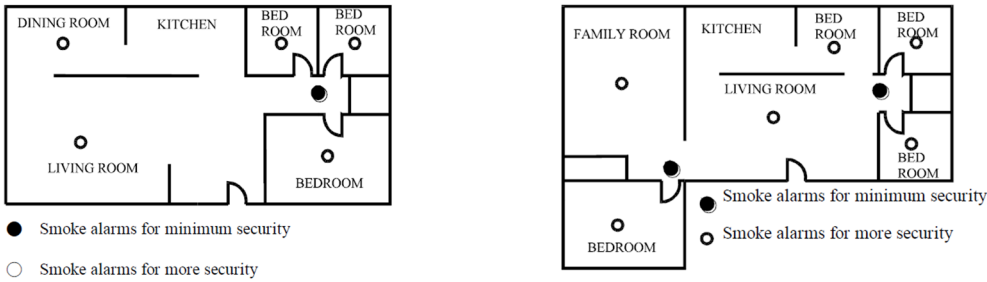 DINING ROOM
KITCHEN
BED
ROOM
BED
ROOM
LIVING ROOM
BEDROOM
Smoke alarms for minimum security
Smoke alarms for more security
FAMILY ROOM
KITCHEN
BED
ROOM
BED
ROOM
LIVING ROOM
BED
ROOM
BEDROOM
Smoke alarms for minimum security
Smoke alarms for more security